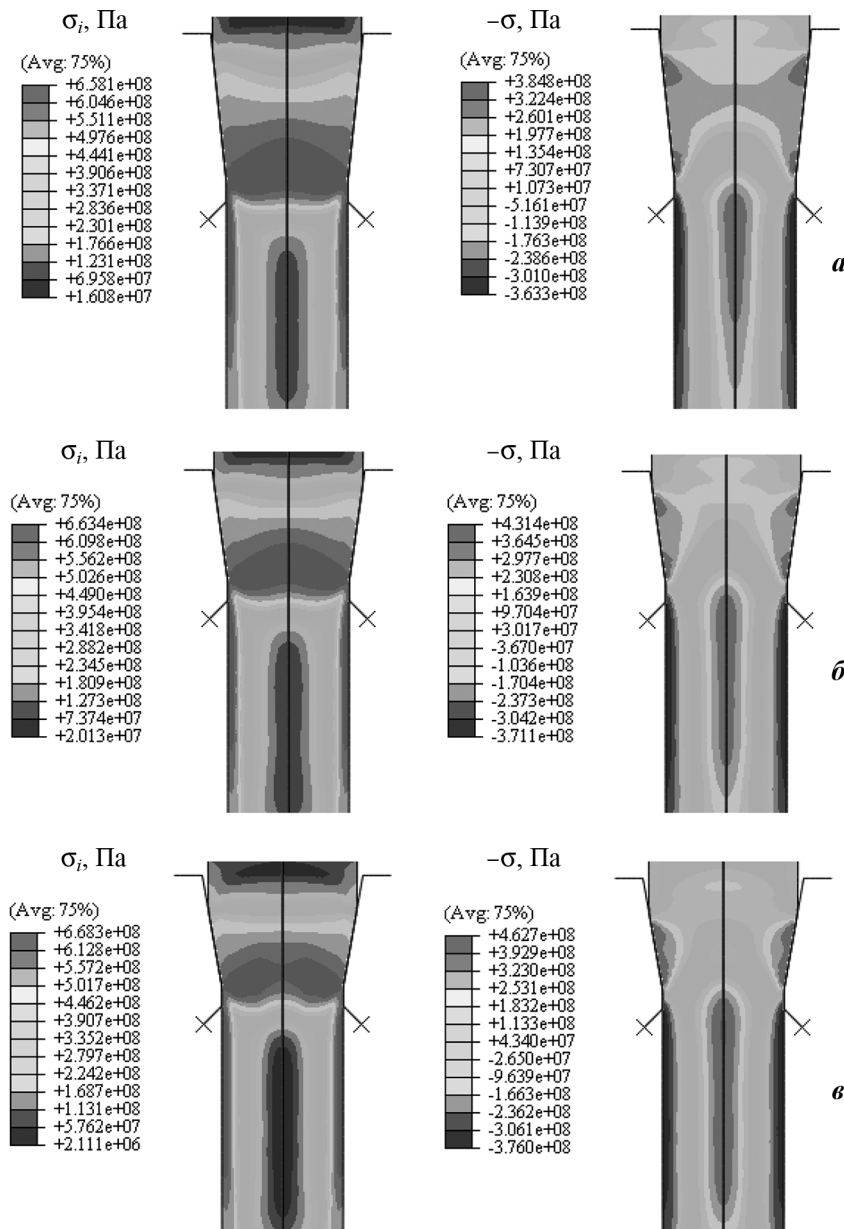 σi, Па
(Avg: 75%)
+6.581e+08
+6.046e+08
+5.511e+08
+4.976e+08
+4.441e+08
+3.906e+08
+3.371e+08
+2.836e+08
+2.301e+08
+1.766e+08
+1.231e+08
+6.958e+07
+1.608e+07
−σ, Па
(Avg: 75%)
+3.848e+08
+3.224e+08
+2.601e+08
+1.977e+08
+1.354e+08
+7.307e+07
+1.073e+07
-5.161e+07
-1.139e+08
-1.763e+08
-2.386e+08
-3.010e+08
-3.633e+08
а
σi, Па
(Avg: 75%)
+6.634e+08
+6.098e+08
+5.562e+08
+5.026e+08
+4.490e+08
+3.954e+08
+3.418e+08
+2.882e+08
+2.345e+08
+1.809e+08
+1.273e+08
+7.374e+07
+2.013e+07
−σ, Па
(Avg: 75%)
+4.314e+08
+3.645e+08
+2.977e+08
+2.308e+08
+1.639e+08
+9.704e+07
+3.017e+07
-3.670e+07
-1.036e+08
-1.704e+08
-2.373e+08
-3.042e+08
-3.711e+08
б
σi, Па
(Avg: 75%)
+6.683e+08
+6.128e+08
+5.572e+08
+5.017e+08
+4.462e+08
+3.907e+08
+3.352e+08
+2.797e+08
+2.242e+08
+1.687e+08
+1.131e+08
+5.762e+07
+2.111e+06
−σ, Па
(Avg: 75%)
+4.627e+08
+3.929e+08
+3.230e+08
+2.531e+08
+1.832e+08
+1.133e+08
+4.340e+07
-2.650e+07
-9.639e+07
-1.663e+08
-2.362e+08
-3.061e+08
-3.760e+08
в